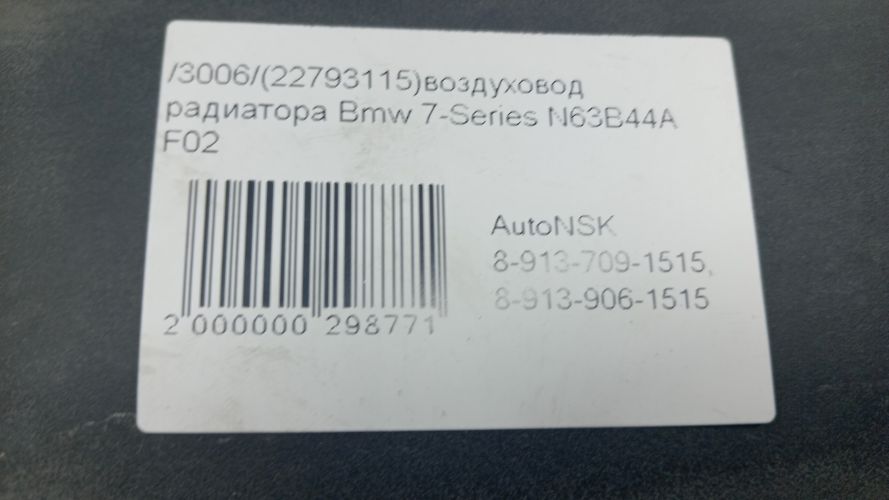 /3006/(22793115)воздуховод
радиатора Bmw 7-Series N63B44A
F02
AutoNSK
8-913-709-1515,
8-913-906-1515
2 000000 298771